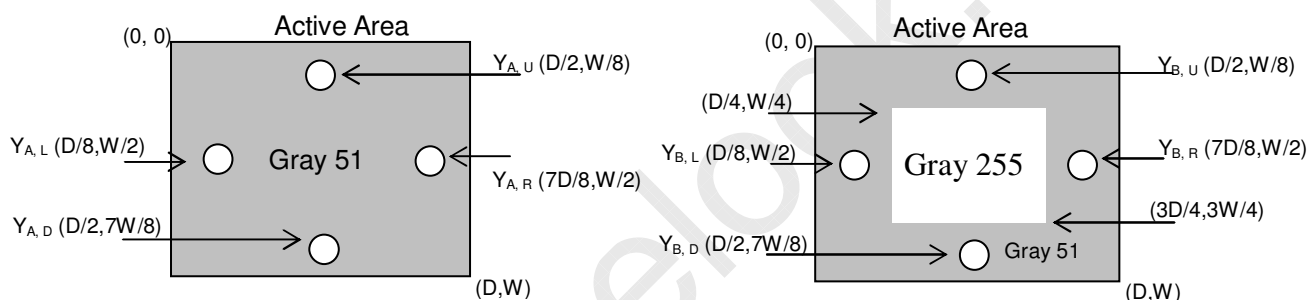 Active Area
(0, 0)
Y_A, U (D/2,W/8)
Y_A, L (D/8,W/2)
Gray 51
Y_A, R (7D/8,W/2)
Y_A, D (D/2,7W/8)
(D,W)
Active Area
(0, 0)
Y_B, U (D/2,W/8)
(D/4,W/4)
Y_B, L (D/8,W/2)
Gray 255
Y_B, R (7D/8,W/2)
(3D/4,3W/4)
Y_B, D (D/2,7W/8)
Gray 51
(D,W)